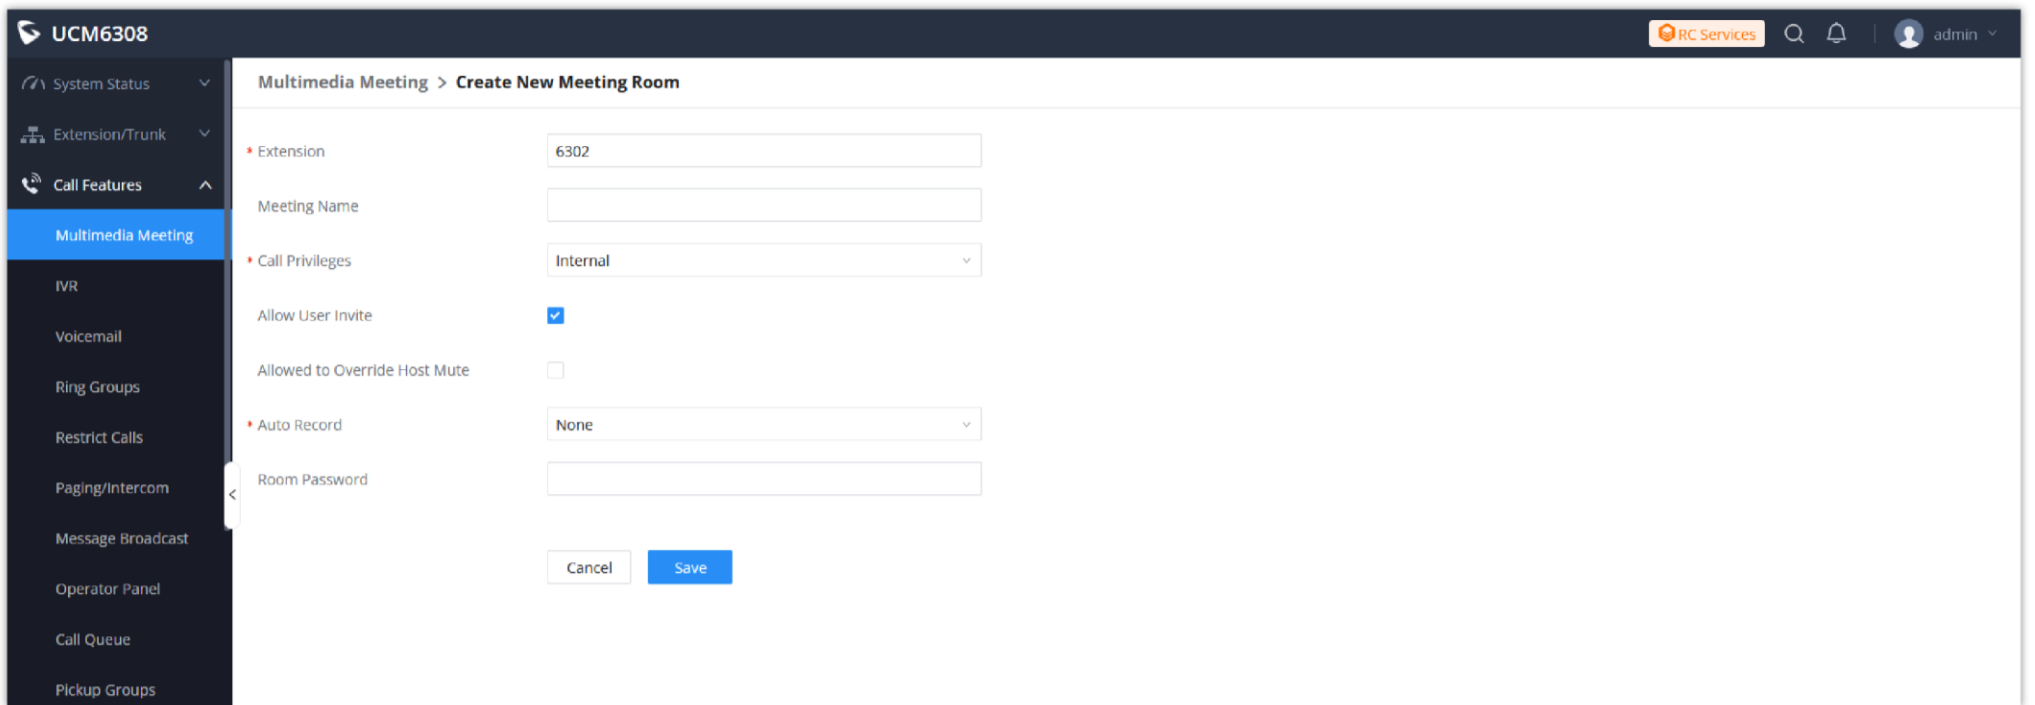 UCM6308
RC Services
admin
System Status
Extension/Trunk
Call Features
Multimedia Meeting
IVR
Voicemail
Ring Groups
Restrict Calls
Paging/Intercom
Message Broadcast
Operator Panel
Call Queue
Pickup Groups
Multimedia Meeting > Create New Meeting Room
* Extension 6302
Meeting Name
* Call Privileges Internal
Allow User Invite
Allowed to Override Host Mute
* Auto Record None
Room Password
Cancel Save